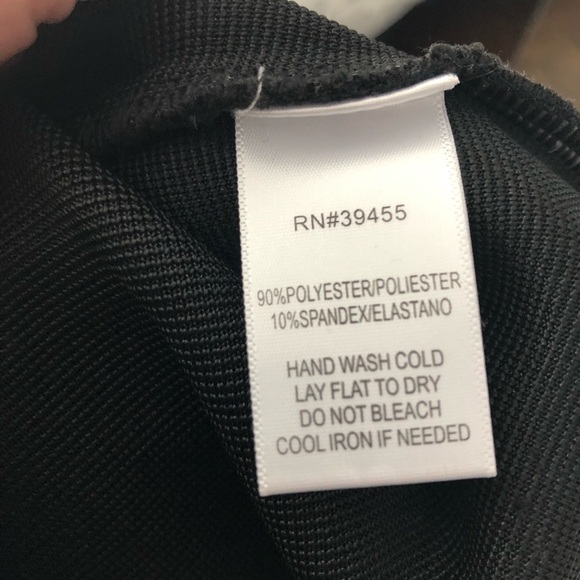 RN#39455
90%POLYESTER/POLIESTER
10%SPANDEX/ELASTANO
HAND WASH COLD
LAY FLAT TO DRY
DO NOT BLEACH
COOL IRON IF NEEDED